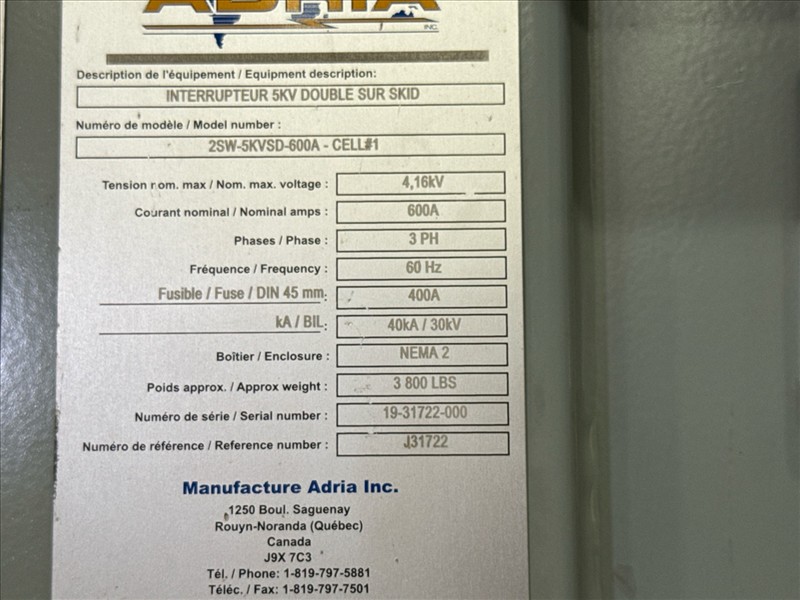 ADRIA
INC.
Description de l'équipement / Equipment description:
INTERRUPTEUR 5KV DOUBLE SUR SKID
Numéro de modèle / Model number :
2SW-5KVSD-600A - CELL#1
Tension nom. max / Nom. max. voltage : 4,16kV
Courant nominal / Nominal amps : 600A
Phases / Phase : 3 PH
Fréquence / Frequency : 60 Hz
Fusible / Fuse / DIN 45 mm: 400A
kA / BIL: 40kA / 30kV
Boîtier / Enclosure : NEMA 2
Poids approx. / Approx weight : 3 800 LBS
Numéro de série / Serial number : 19-31722-000
Numéro de référence / Reference number : J31722
Manufacture Adria Inc.
1250 Boul. Saguenay
Rouyn-Noranda (Québec)
Canada
J9X 7C3
Tél. / Phone: 1-819-797-5881
Téléc. / Fax: 1-819-797-7501